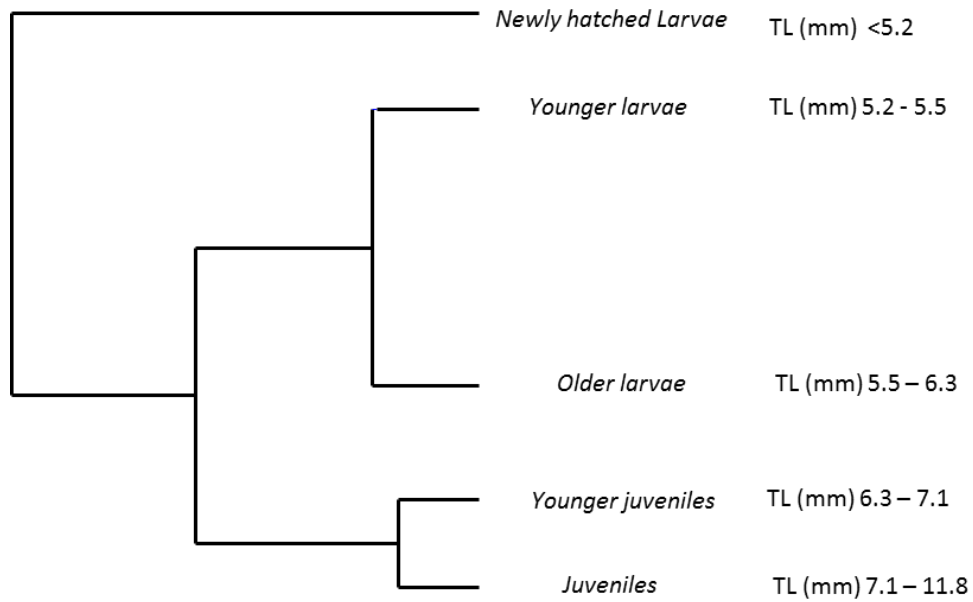 Newly hatched Larvae TL (mm) <5.2
Younger larvae TL (mm) 5.2 - 5.5
Older larvae TL (mm) 5.5 – 6.3
Younger juveniles TL (mm) 6.3 – 7.1
Juveniles TL (mm) 7.1 – 11.8